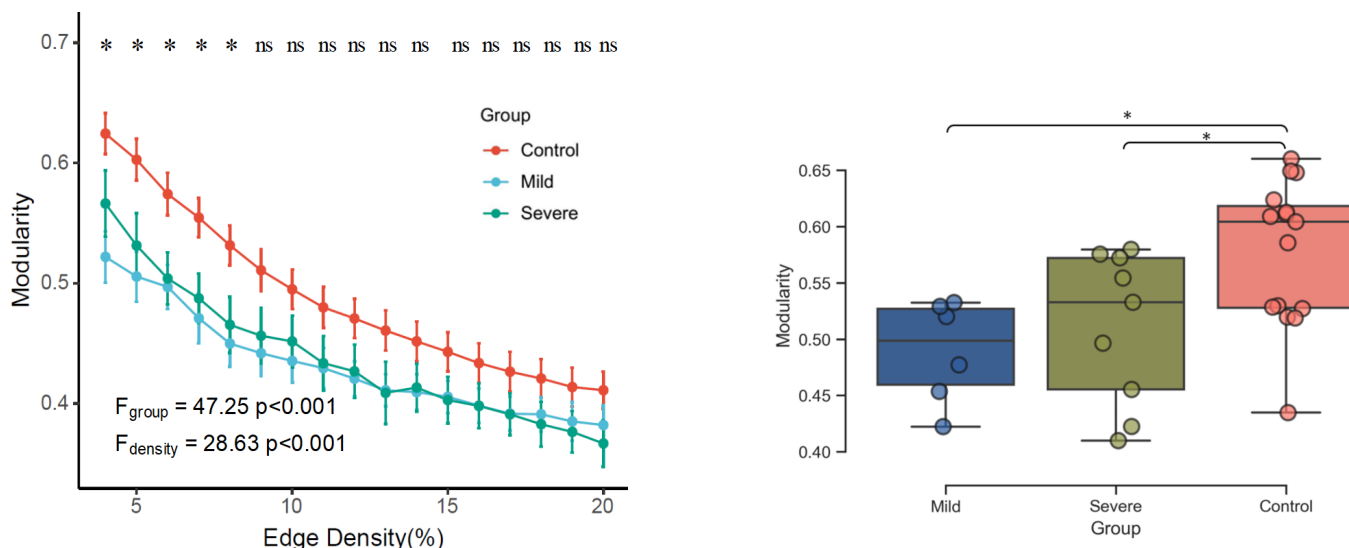 0.7
* * * * * ns ns ns ns ns ns ns ns ns ns ns ns
0.6
0.5
0.4
Modularity
Group
Control
Mild
Severe
F_group = 47.25 p<0.001
F_density = 28.63 p<0.001
5 10 15 20
Edge Density(%)
*
*
0.65
0.60
0.55
0.50
0.45
0.40
Modularity
Mild Severe Control
Group